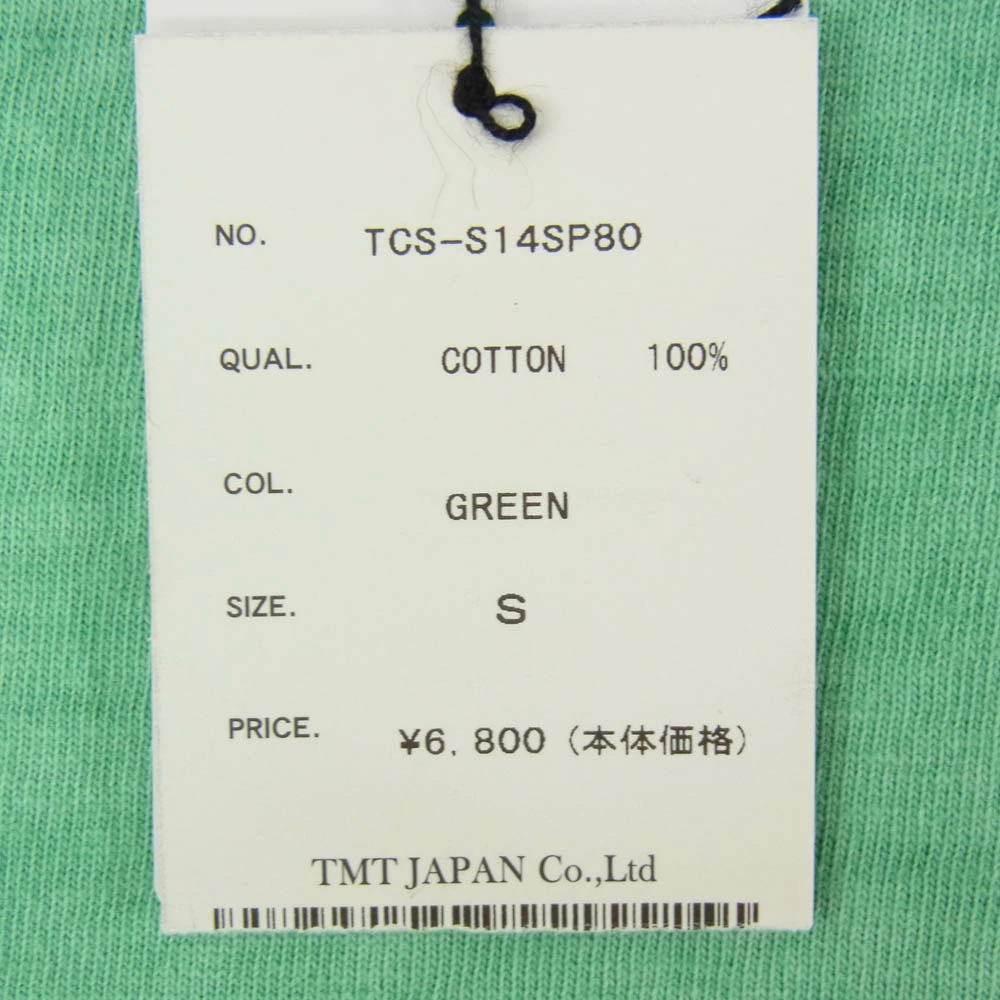 NO. TCS-S14SP80
QUAL. COTTON 100%
COL. GREEN
SIZE. S
PRICE. ¥6,800(本体価格)
TMT JAPAN Co.,Ltd